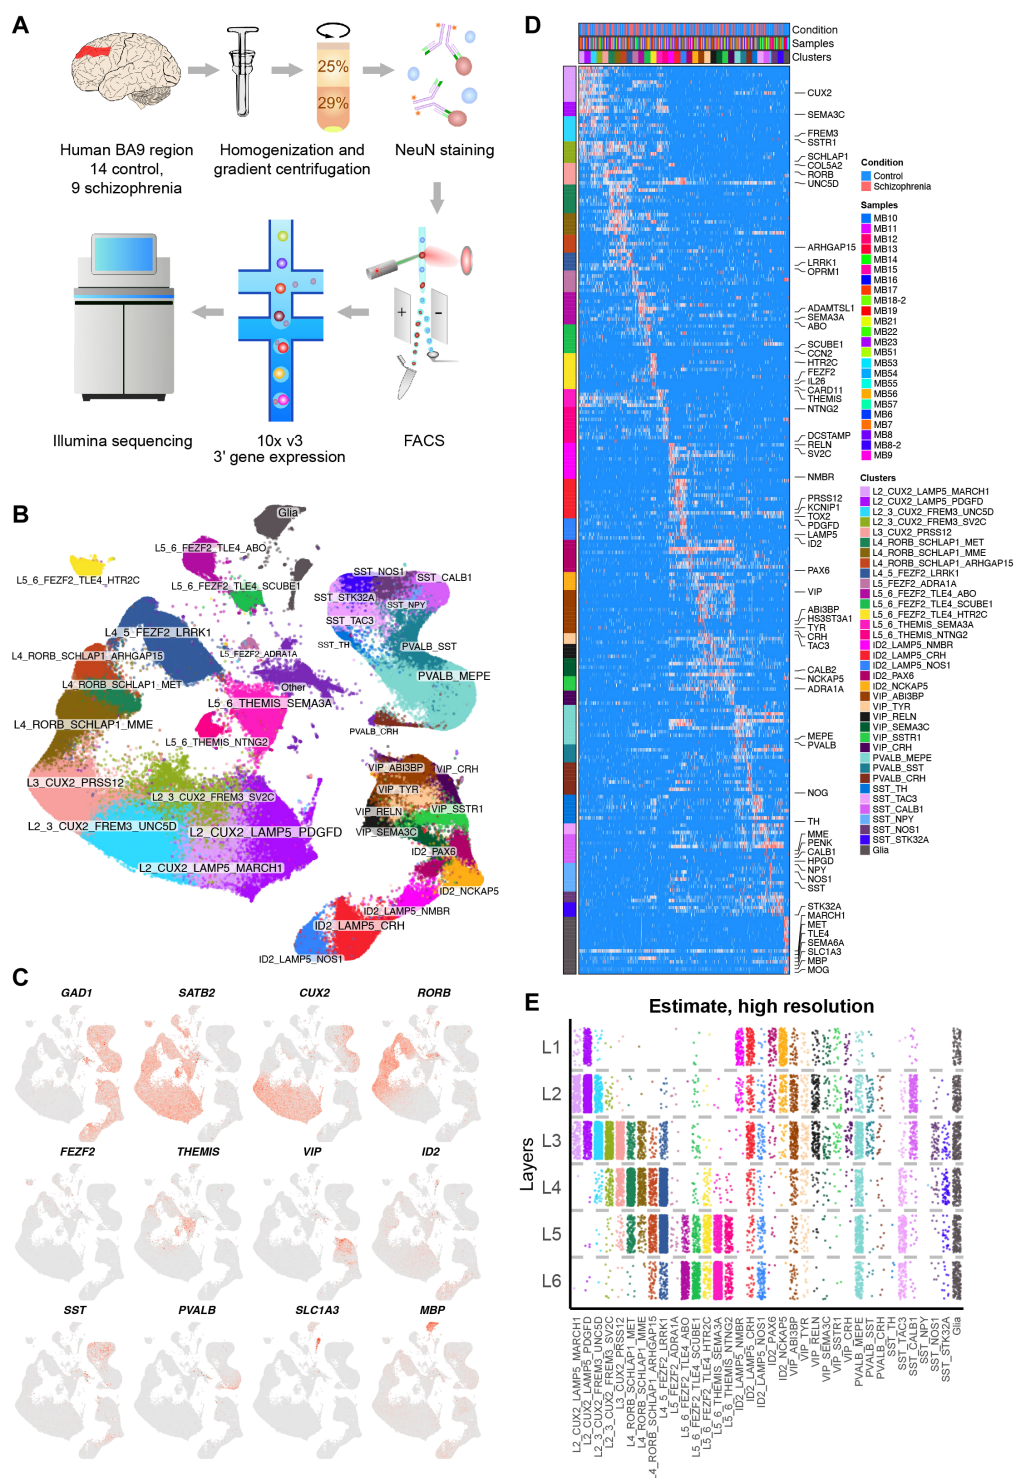 A
25%
29%
Human BA9 region
14 control,
9 schizophrenia
Homogenization and
gradient centrifugation
NeuN staining
+
–
Illumina sequencing
10x v3
3' gene expression
FACS
B
Glia
L5_6_FEZF2_TLE4_ABO
L5_6_FEZF2_TLE4_HTR2C
L5_6_FEZF2_TLE4_SCUBE1
SST_NOS1
SST_CALB1
SST_STK32A
SST_NPY
SST_TAC3
SST_TH
PVALB_SST
PVALB_MEPE
PVALB_CRH
L4_5_FEZF2_LRRK1
L4_RORB_SCHLAP1_ARHGAP15
L5_FEZF2_ADRA1A
L4_RORB_SCHLAP1_MET
Other
L5_6_THEMIS_SEMA3A
L4_RORB_SCHLAP1_MME
L5_6_THEMIS_NTNG2
L3_CUX2_PRSS12
L2_3_CUX2_FREM3_SV2C
L2_3_CUX2_FREM3_UNC5D
L2_CUX2_LAMP5_PDGFD
L2_CUX2_LAMP5_MARCH1
VIP_ABI3BP
VIP_CRH
VIP_TYR
VIP_RELN
VIP_SSTR1
VIP_SEMA3C
ID2_PAX6
ID2_NCKAP5
ID2_LAMP5_NMBR
ID2_LAMP5_CRH
ID2_LAMP5_NOS1
C
GAD1
SATB2
CUX2
RORB
FEZF2
THEMIS
VIP
ID2
SST
PVALB
SLC1A3
MBP
D
Condition
Samples
Clusters
CUX2
SEMA3C
FREM3
SSTR1
SCHLAP1
COL5A2
RORB
UNC5D
ARHGAP15
LRRK1
OPRM1
ADAMTSL1
SEMA3A
ABO
SCUBE1
CCN2
HTR2C
FEZF2
IL26
CARD11
THEMIS
NTNG2
DCSTAMP
RELN
SV2C
NMBR
PRSS12
KCNIP1
TOX2
PDGFD
LAMP5
ID2
PAX6
VIP
ABI3BP
HS3ST3A1
TYR
CRH
TAC3
CALB2
NCKAP5
ADRA1A
MEPE
PVALB
NOG
TH
MME
PENK
CALB1
HPGD
NPY
NOS1
SST
STK32A
MARCH1
MET
TLE4
SEMA6A
SLC1A3
MBP
MOG
Condition
Control
Schizophrenia
Samples
MB10
MB11
MB12
MB13
MB14
MB15
MB16
MB17
MB18-2
MB19
MB21
MB22
MB23
MB51
MB53
MB54
MB55
MB56
MB57
MB6
MB7
MB8
MB8-2
MB9
Clusters
L2_CUX2_LAMP5_MARCH1
L2_CUX2_LAMP5_PDGFD
L2_3_CUX2_FREM3_UNC5D
L2_3_CUX2_FREM3_SV2C
L3_CUX2_PRSS12
L4_RORB_SCHLAP1_MET
L4_RORB_SCHLAP1_MME
L4_RORB_SCHLAP1_ARHGAP15
L4_5_FEZF2_LRRK1
L5_FEZF2_ADRA1A
L5_6_FEZF2_TLE4_ABO
L5_6_FEZF2_TLE4_SCUBE1
L5_6_FEZF2_TLE4_HTR2C
L5_6_THEMIS_SEMA3A
L5_6_THEMIS_NTNG2
ID2_LAMP5_NMBR
ID2_LAMP5_CRH
ID2_LAMP5_NOS1
ID2_PAX6
ID2_NCKAP5
VIP_ABI3BP
VIP_TYR
VIP_RELN
VIP_SEMA3C
VIP_SSTR1
VIP_CRH
PVALB_MEPE
PVALB_SST
PVALB_CRH
SST_TH
SST_TAC3
SST_CALB1
SST_NPY
SST_NOS1
SST_STK32A
Glia
E
Estimate, high resolution
Layers
L1
L2
L3
L4
L5
L6
L2_CUX2_LAMP5_MARCH1
L2_CUX2_LAMP5_PDGFD
L2_3_CUX2_FREM3_UNC5D
L2_3_CUX2_FREM3_SV2C
L3_CUX2_PRSS12
L4_RORB_SCHLAP1_MET
L4_RORB_SCHLAP1_MME
L4_RORB_SCHLAP1_ARHGAP15
L4_5_FEZF2_LRRK1
L5_FEZF2_ADRA1A
L5_6_FEZF2_TLE4_ABO
L5_6_FEZF2_TLE4_SCUBE1
L5_6_FEZF2_TLE4_HTR2C
L5_6_THEMIS_SEMA3A
L5_6_THEMIS_NTNG2
ID2_LAMP5_NMBR
ID2_LAMP5_CRH
ID2_LAMP5_NOS1
ID2_PAX6
ID2_NCKAP5
VIP_ABI3BP
VIP_TYR
VIP_RELN
VIP_SEMA3C
VIP_SSTR1
VIP_CRH
PVALB_MEPE
PVALB_SST
PVALB_CRH
SST_TH
SST_TAC3
SST_CALB1
SST_NPY
SST_NOS1
SST_STK32A
Glia